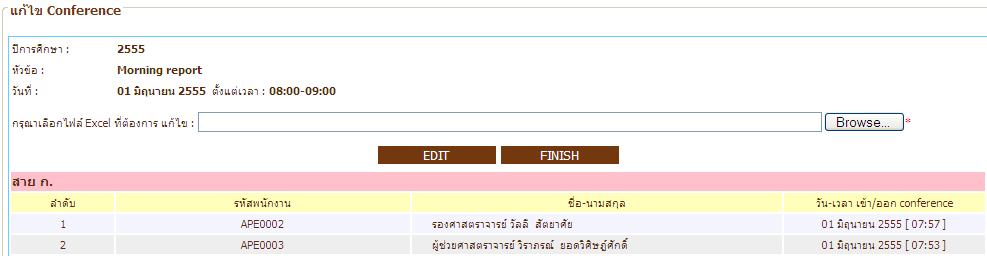 แก้ไข Conference
ปีการศึกษา : 2555
หัวข้อ : Morning report
วันที่ : 01 มิถุนายน 2555 ตั้งแต่เวลา : 08:00-09:00
กรุณาเลือกไฟล์ Excel ที่ต้องการ แก้ไข : Browse... *
EDIT FINISH
สาย ก.
ลำดับ รหัสพนักงาน ชื่อ-นามสกุล วัน-เวลา เข้า/ออก conference
1 APE0002 รองศาสตราจารย์ วัลลี สัตยาศัย 01 มิถุนายน 2555 [ 07:57 ]
2 APE0003 ผู้ช่วยศาสตราจารย์ วิราภรณ์ ยอดวิศิษฎ์ศักดิ์ 01 มิถุนายน 2555 [ 07:53 ]